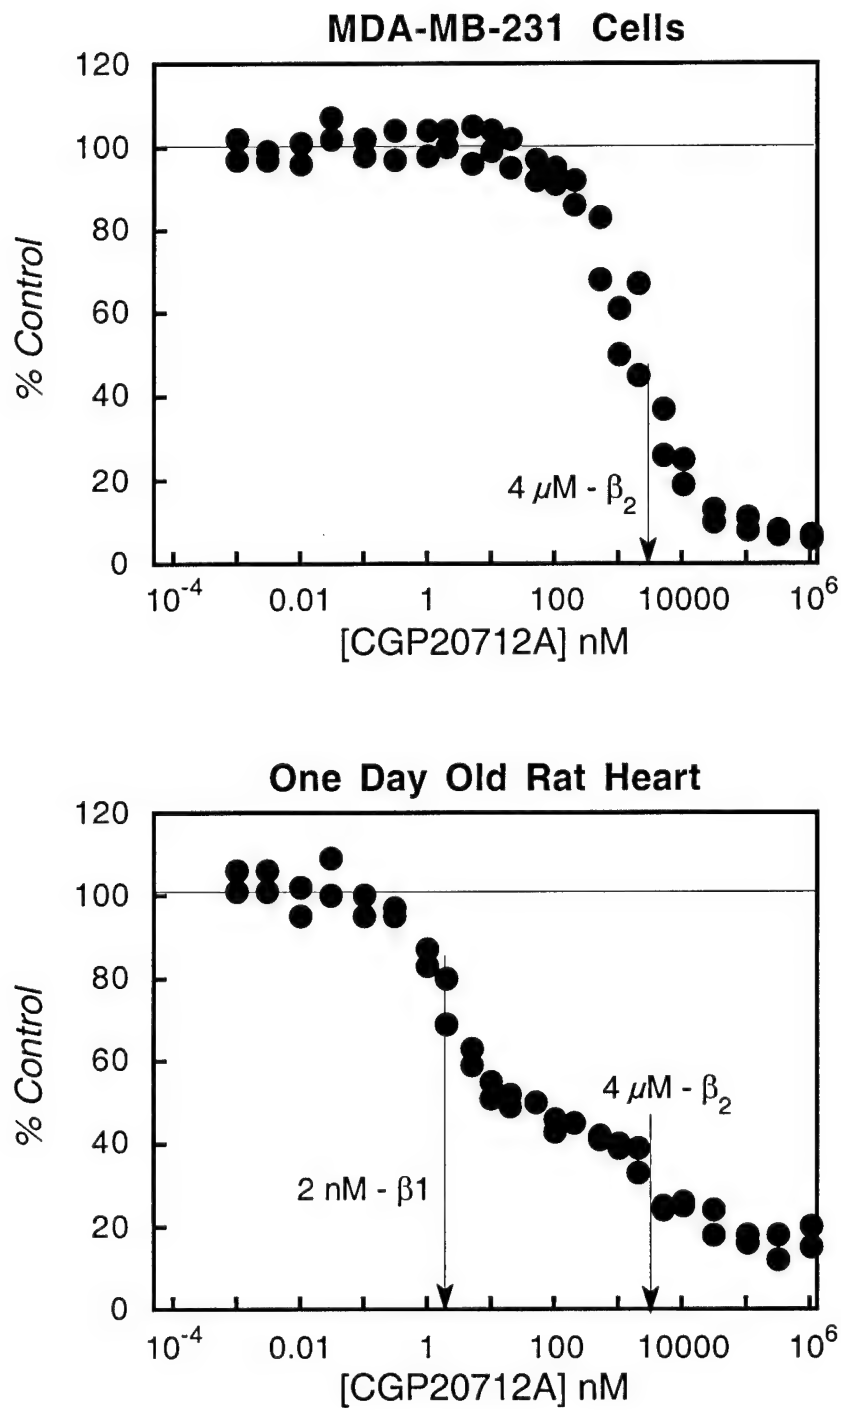 MDA-MB-231 Cells
120
100
80
60
40
20
0
% Control
4 µM - β₂
10⁻⁴ 0.01 1 100 10000 10⁶
[CGP20712A] nM
One Day Old Rat Heart
120
100
80
60
40
20
0
% Control
4 µM - β₂
2 nM - β1
10⁻⁴ 0.01 1 100 10000 10⁶
[CGP20712A] nM